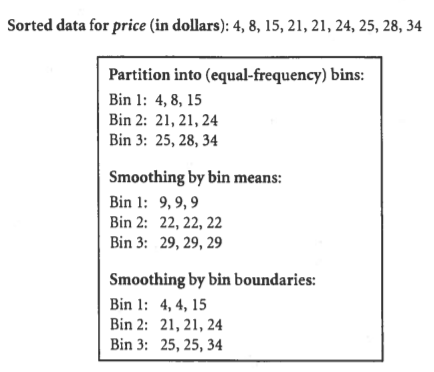 Sorted data for price (in dollars): 4, 8, 15, 21, 21, 24, 25, 28, 34
Partition into (equal-frequency) bins:
Bin 1: 4, 8, 15
Bin 2: 21, 21, 24
Bin 3: 25, 28, 34
Smoothing by bin means:
Bin 1: 9, 9, 9
Bin 2: 22, 22, 22
Bin 3: 29, 29, 29
Smoothing by bin boundaries:
Bin 1: 4, 4, 15
Bin 2: 21, 21, 24
Bin 3: 25, 25, 34